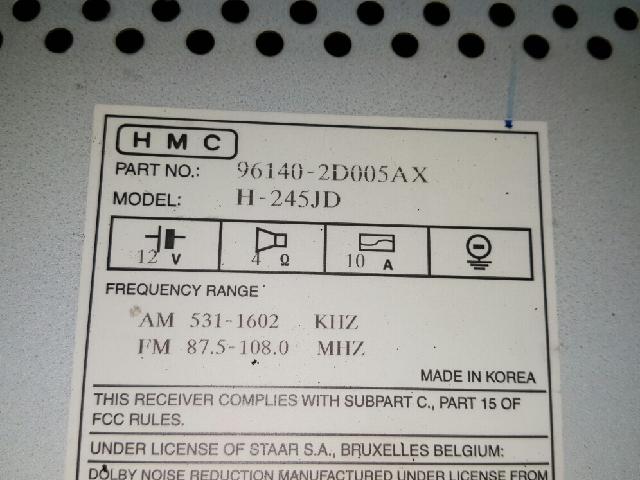 HMC
PART NO.: 96140-2D005AX
MODEL: H-245JD
12 V 4 Ω 10 A
FREQUENCY RANGE
AM 531-1602 KHZ
FM 87.5-108.0 MHZ
MADE IN KOREA
THIS RECEIVER COMPLIES WITH SUBPART C., PART 15 OF
FCC RULES.
UNDER LICENSE OF STAAR S.A., BRUXELLES BELGIUM:
DOLBY NOISE REDUCTION MANUFACTURED UNDER LICENSE FROM